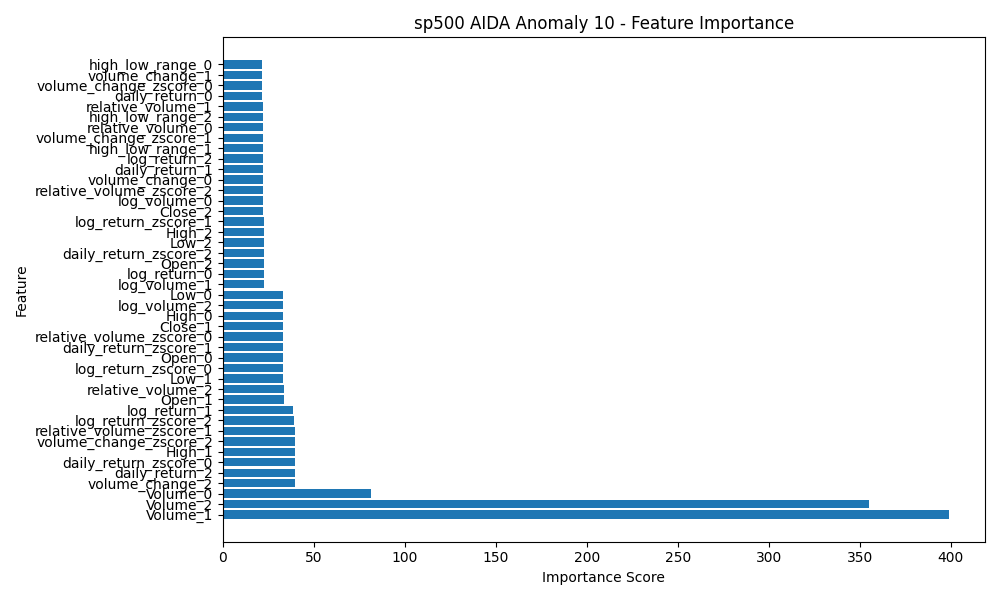 sp500 AIDA Anomaly 10 - Feature Importance
high_low_range_0
volume_change_1
volume_change_zscore_0
daily_return_0
relative_volume_1
high_low_range_2
relative_volume_0
volume_change_zscore_1
high_low_range_1
log_return_2
daily_return_1
volume_change_0
relative_volume_zscore_2
log_volume_0
Close_2
log_return_zscore_1
High_2
Low_2
daily_return_zscore_2
Open_2
log_return_0
log_volume_1
Low_0
log_volume_2
High_0
Close_1
relative_volume_zscore_0
daily_return_zscore_1
Open_0
log_return_zscore_0
Low_1
relative_volume_2
Open_1
log_return_1
log_return_zscore_2
relative_volume_zscore_1
volume_change_zscore_2
High_1
daily_return_zscore_0
daily_return_2
volume_change_2
Volume_0
Volume_2
Volume_1
Feature
0 50 100 150 200 250 300 350 400
Importance Score